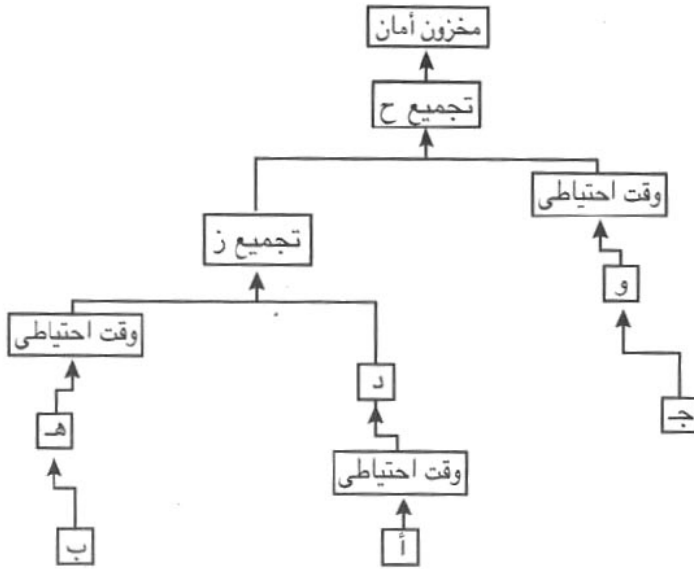 مخزون أمان
تجميع ح
وقت احتياطى
تجميع ز
و
وقت احتياطى
د
جـ
هـ
وقت احتياطى
ب
أ